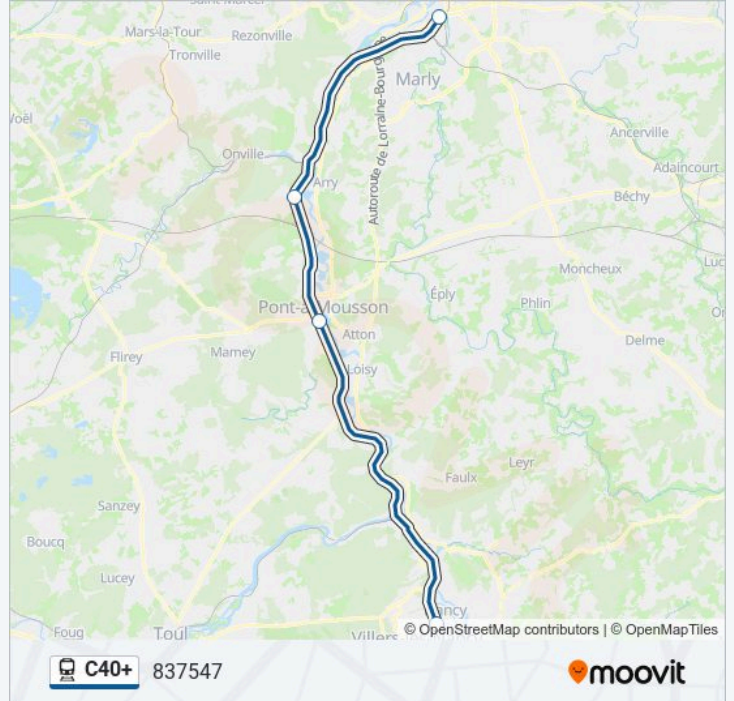 Mars-la-Tour
Rezonville
Tronville
Marly
Autoroute de Lorraine-Bourgogne
Ancerville
Onville
Adaincourt
Arry
Béchy
Moncheux
Éply
Phlin
Pont-à-Mousson
Atton
Delme
Flirey
Mamey
Loisy
Leyr
Faulx
Sanzey
Boucq
Lucey
ancy
Foug
Toul
Villers
© OpenStreetMap contributors | © OpenMapTiles
C40+ 837547
moovit